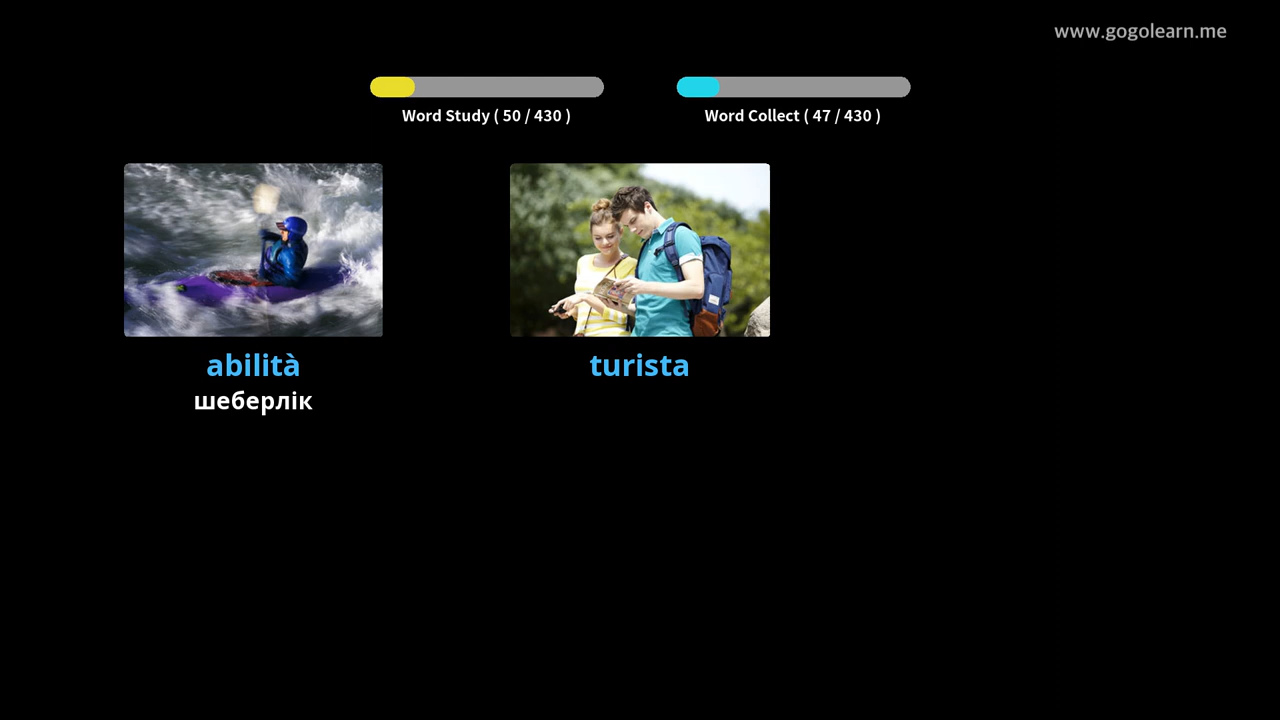 www.gogolearn.me
Word Study ( 50 / 430 )
Word Collect ( 47 / 430 )
abilità
шеберлік
turista